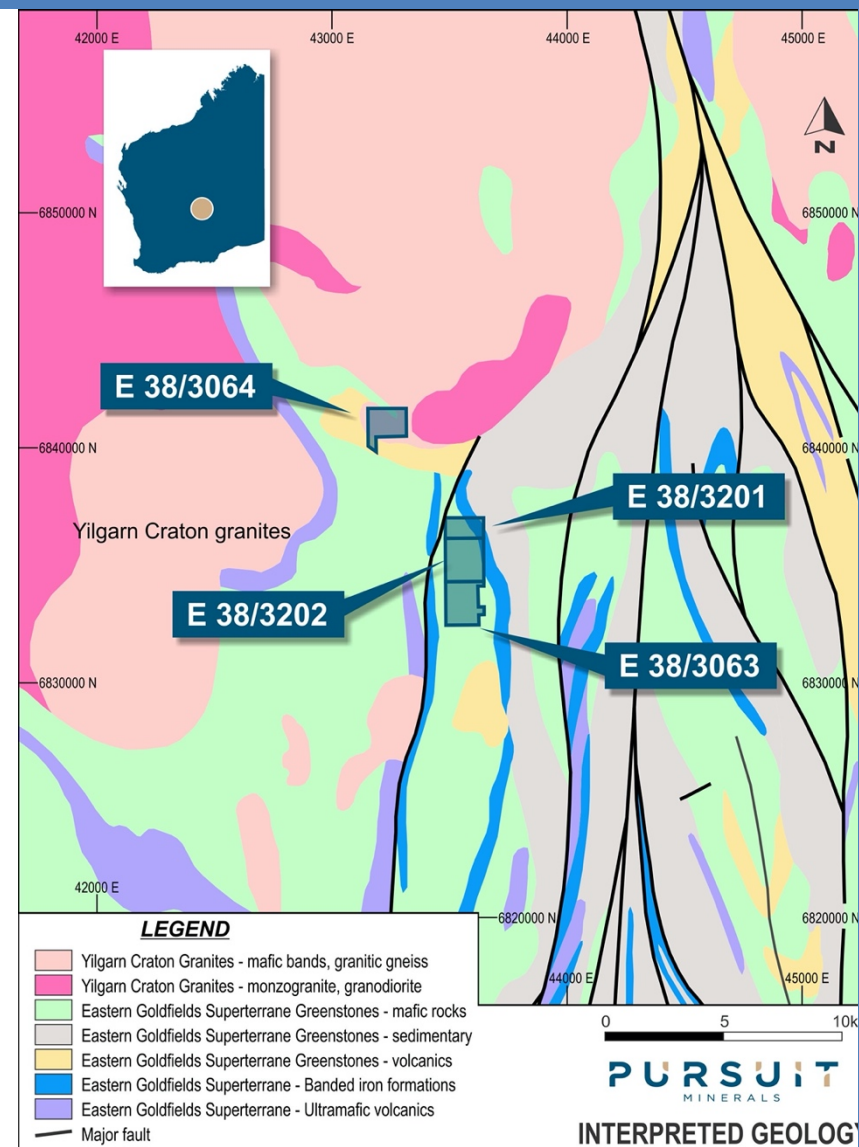 42000 E
43000 E
44000 E
45000 E
N
6850000 N
6850000 N
E 38/3064
6840000 N
6840000 N
E 38/3201
Yilgarn Craton granites
E 38/3202
E 38/3063
6830000 N
6830000 N
42000 E
6820000 N
6820000 N
LEGEND
Yilgarn Craton Granites - mafic bands, granitic gneiss
Yilgarn Craton Granites - monzogranite, granodiorite
Eastern Goldfields Superterrane Greenstones - mafic rocks
Eastern Goldfields Superterrane Greenstones - sedimentary
Eastern Goldfields Superterrane Greenstones - volcanics
Eastern Goldfields Superterrane - Banded iron formations
Eastern Goldfields Superterrane - Ultramafic volcanics
Major fault
44000 E
45000 E
0 5 10k
PURSUIT
MINERALS
INTERPRETED GEOLOGY